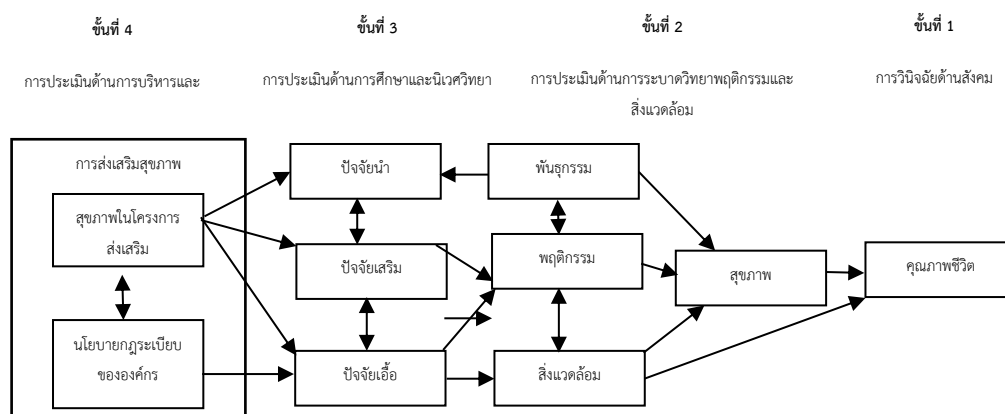 ขั้นที่ 4
ขั้นที่ 3
ขั้นที่ 2
ขั้นที่ 1
การประเมินด้านการบริหารและ
การประเมินด้านการศึกษาและนิเวศวิทยา
การประเมินด้านการระบาดวิทยาพฤติกรรมและ
สิ่งแวดล้อม
การวินิจฉัยด้านสังคม
การส่งเสริมสุขภาพ
สุขภาพในโครงการ
ส่งเสริม
นโยบายกฎระเบียบ
ขององค์กร
ปัจจัยนำ
ปัจจัยเสริม
ปัจจัยเอื้อ
พันธุกรรม
พฤติกรรม
สิ่งแวดล้อม
สุขภาพ
คุณภาพชีวิต